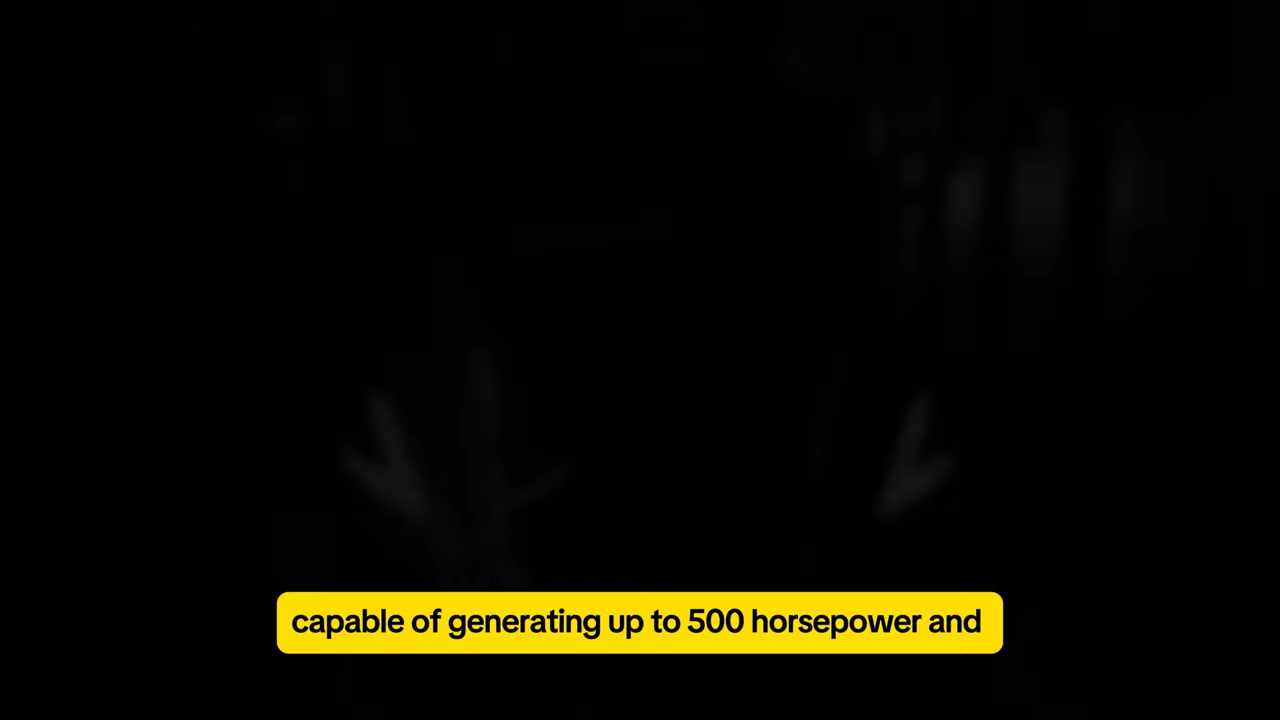 capable of generating up to 500 horsepower and